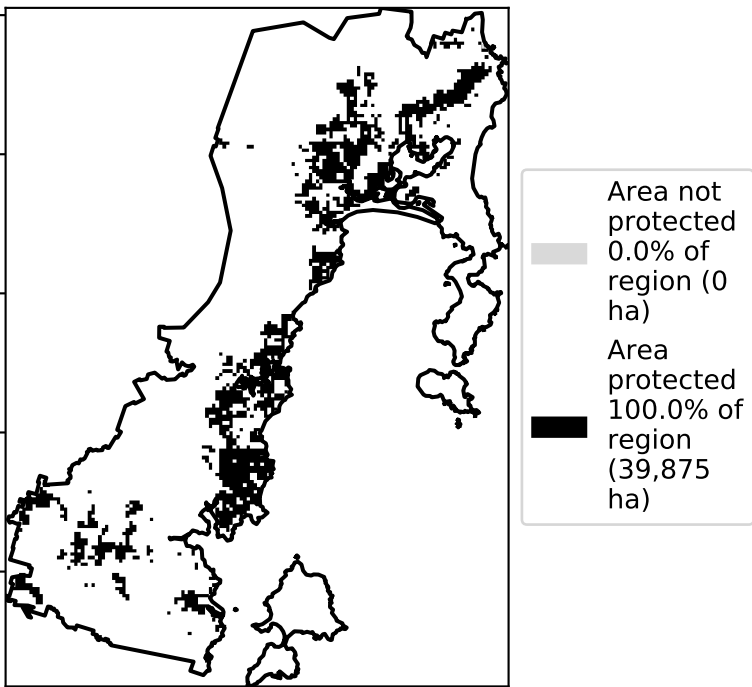 Area not
protected
0.0% of
region (0
ha)
Area
protected
100.0% of
region
(39,875
ha)